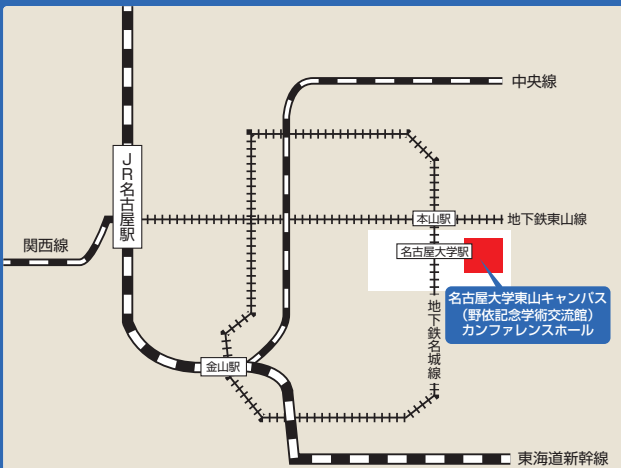 中央線
JR名古屋駅
本山駅
地下鉄東山線
関西線
名古屋大学駅
名古屋大学東山キャンパス
（野依記念学術交流館）
カンファレンスホール
地下鉄名城線
金山駅
東海道新幹線